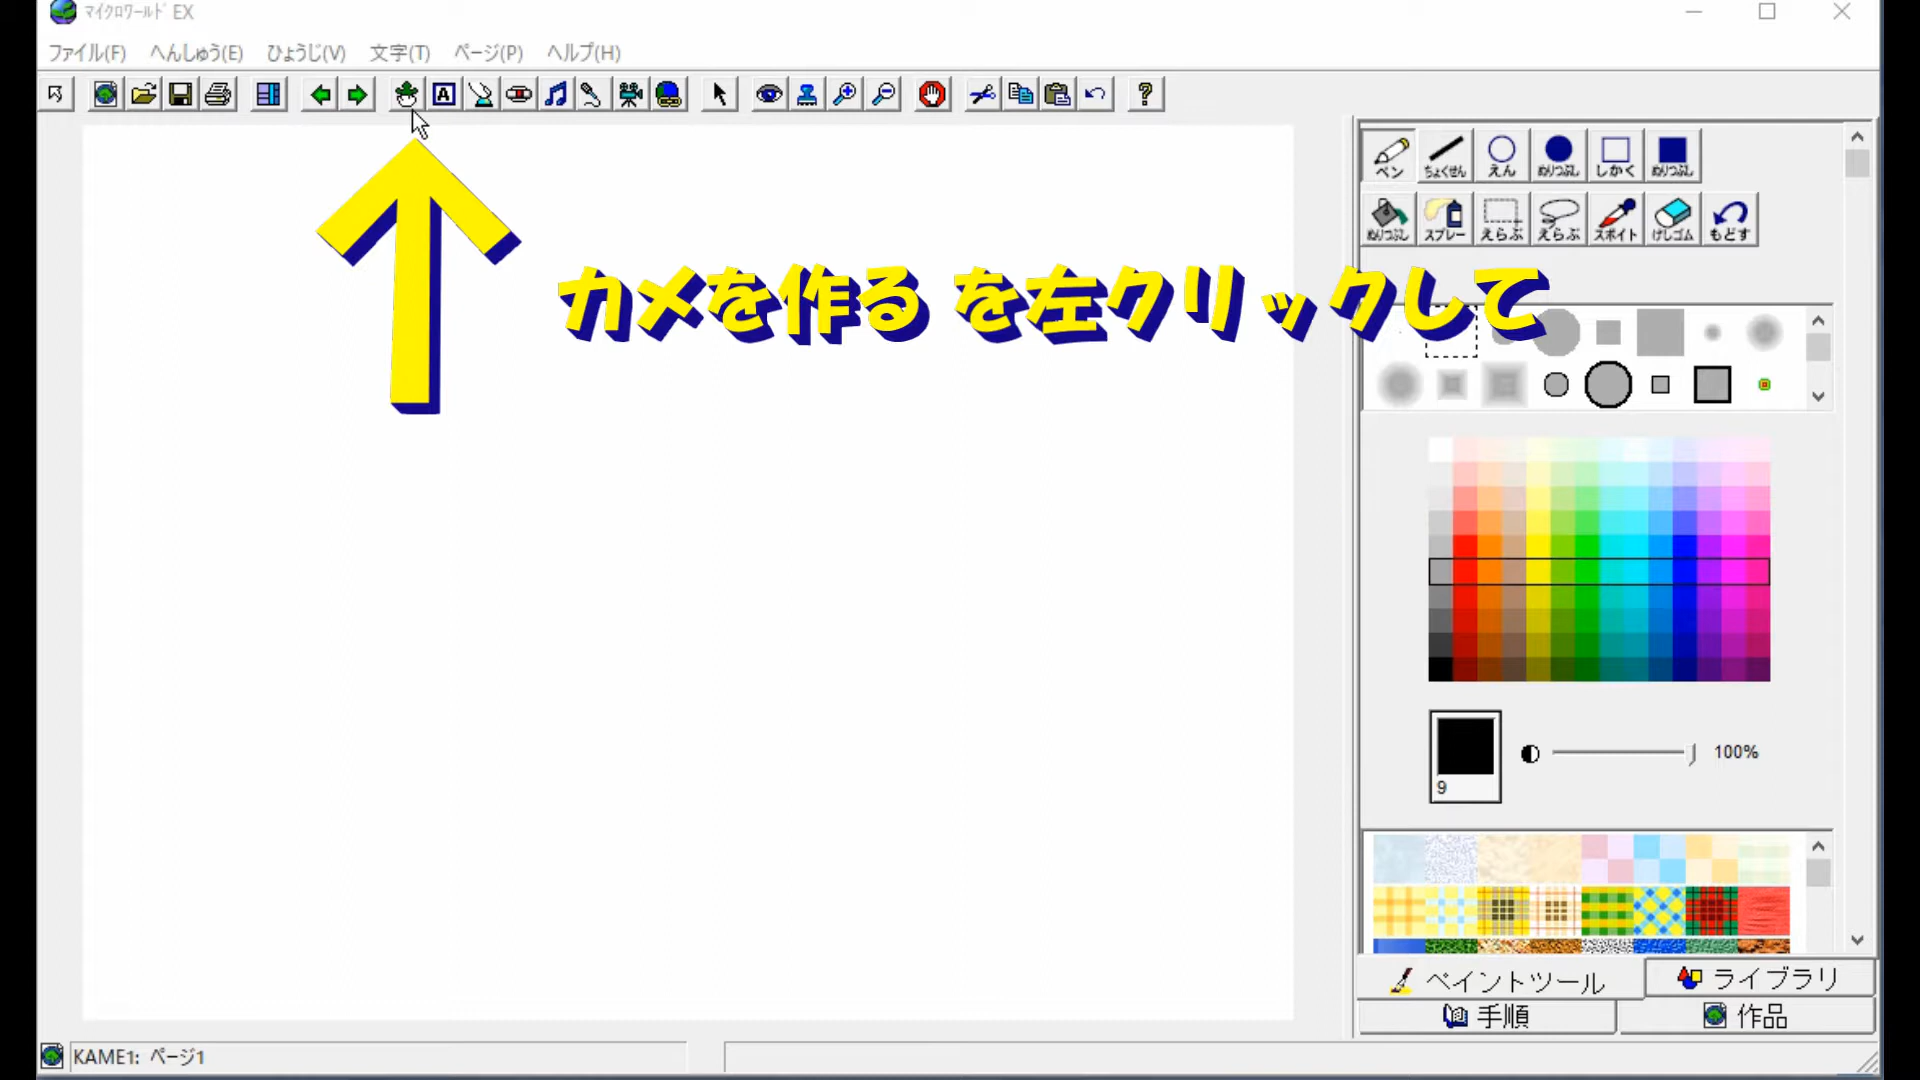 マイクロワールド EX
ファイル(F) へんしゅう(E) ひょうじ(V) 文字(T) ページ(P) ヘルプ(H)
A ?
ペン ちょくせん えん ぬりつぶし しかく ぬりつぶし
ぬりつぶし スプレー えらぶ えらぶ スポイト けしゴム もどす
カメを作る を左クリックして
100%
9
ペイントツール ライブラリ
手順 作品
KAME1: ページ1